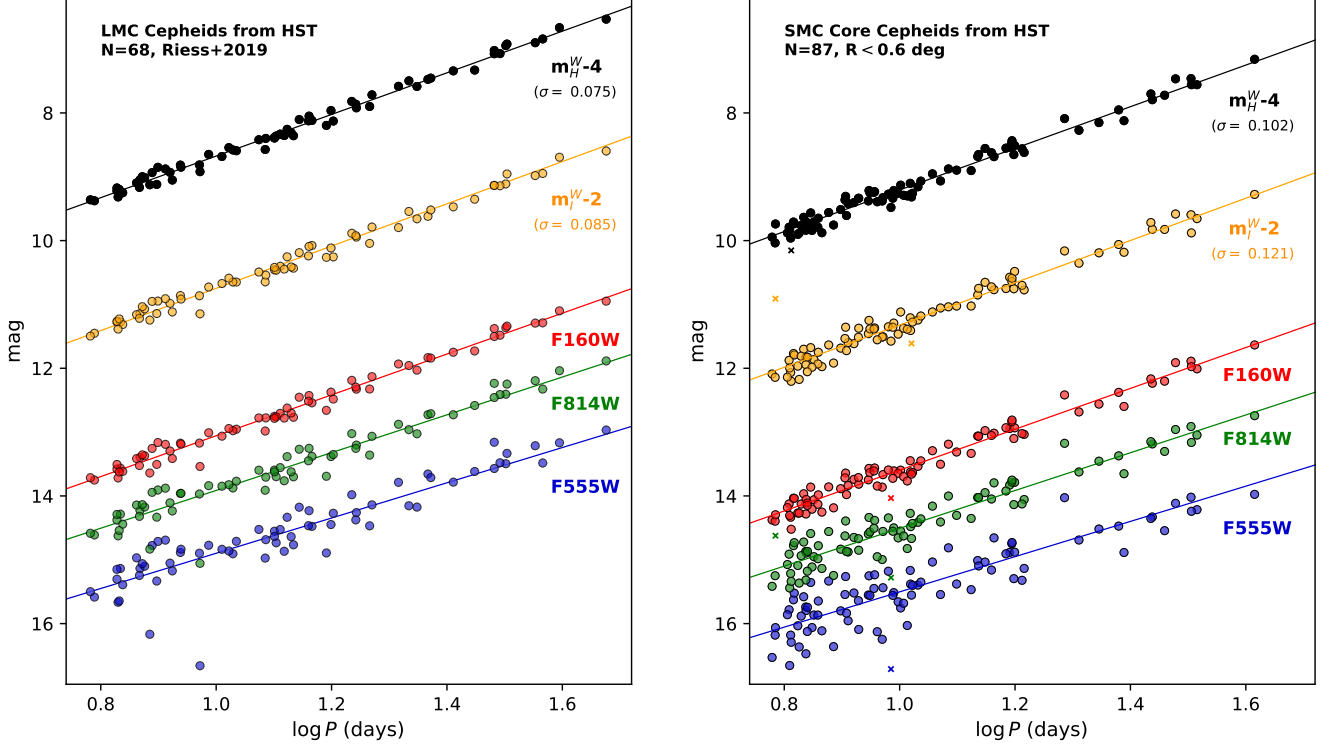 LMC Cepheids from HST
N=68, Riess+2019
m_H^W-4
(σ= 0.075)
m_I^W-2
(σ= 0.085)
F160W
F814W
F555W
mag
8
10
12
14
16
0.8 1.0 1.2 1.4 1.6
log P (days)
SMC Core Cepheids from HST
N=87, R<0.6 deg
m_H^W-4
(σ= 0.102)
m_I^W-2
(σ= 0.121)
F160W
F814W
F555W
mag
8
10
12
14
16
0.8 1.0 1.2 1.4 1.6
log P (days)